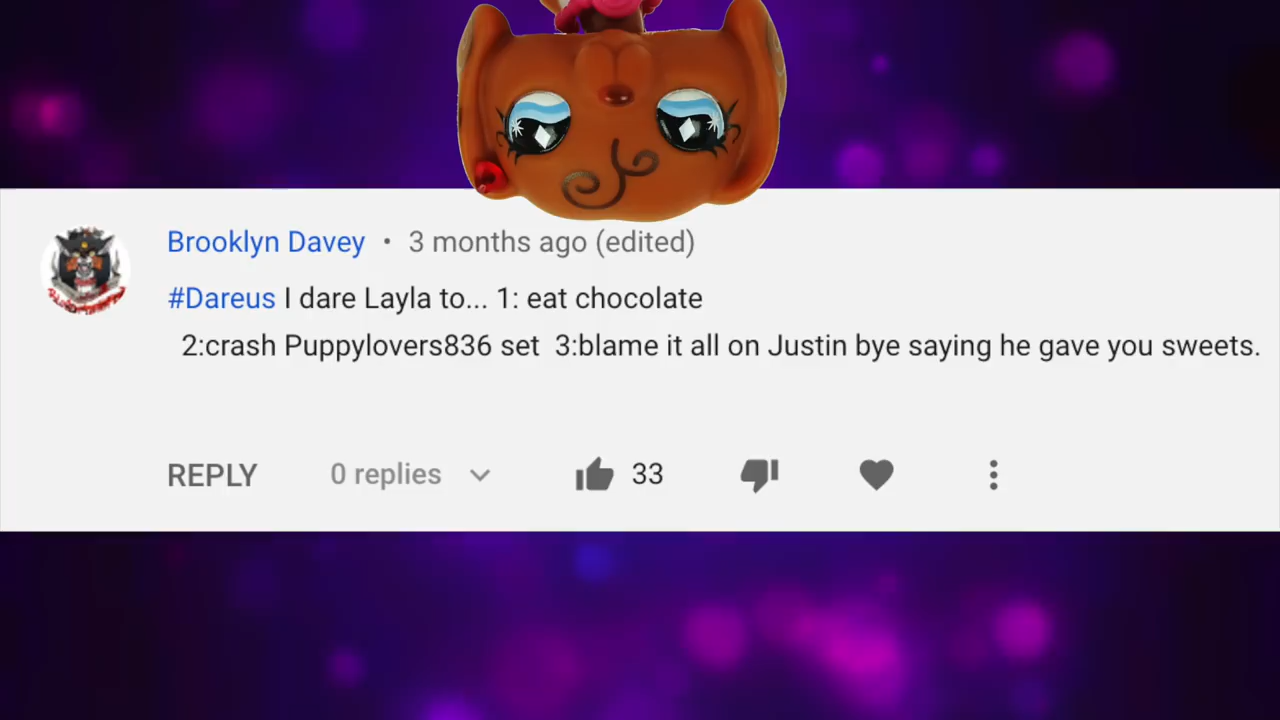 Brooklyn Davey • 3 months ago (edited)
#Dareus I dare Layla to... 1: eat chocolate
2:crash Puppylovers836 set 3:blame it all on Justin bye saying he gave you sweets.
REPLY 0 replies 33